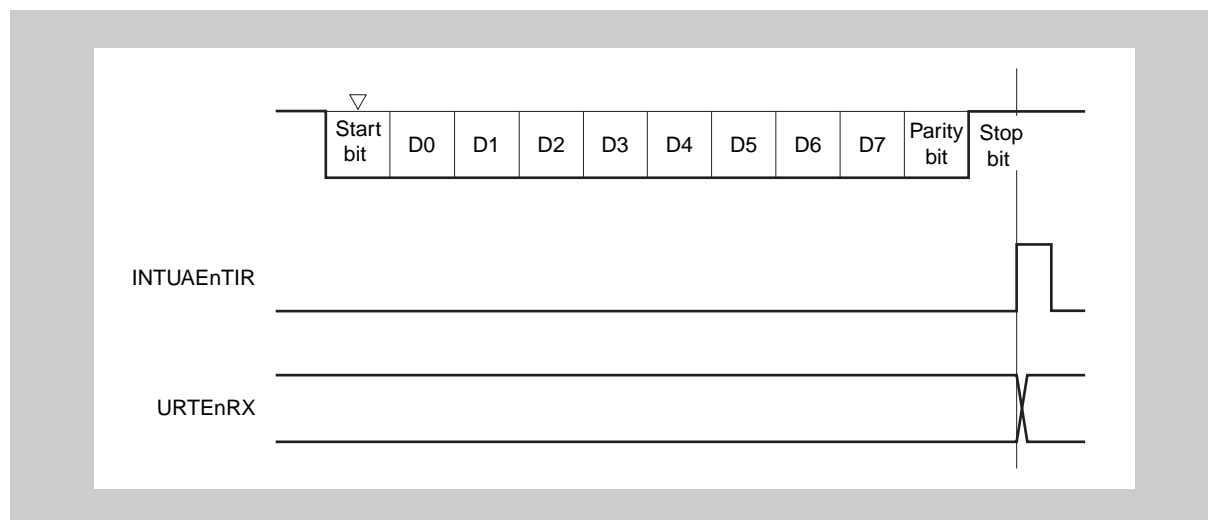 Start
bit
D0
D1
D2
D3
D4
D5
D6
D7
Parity
bit
Stop
bit
INTUAEnTIR
URTEnRX